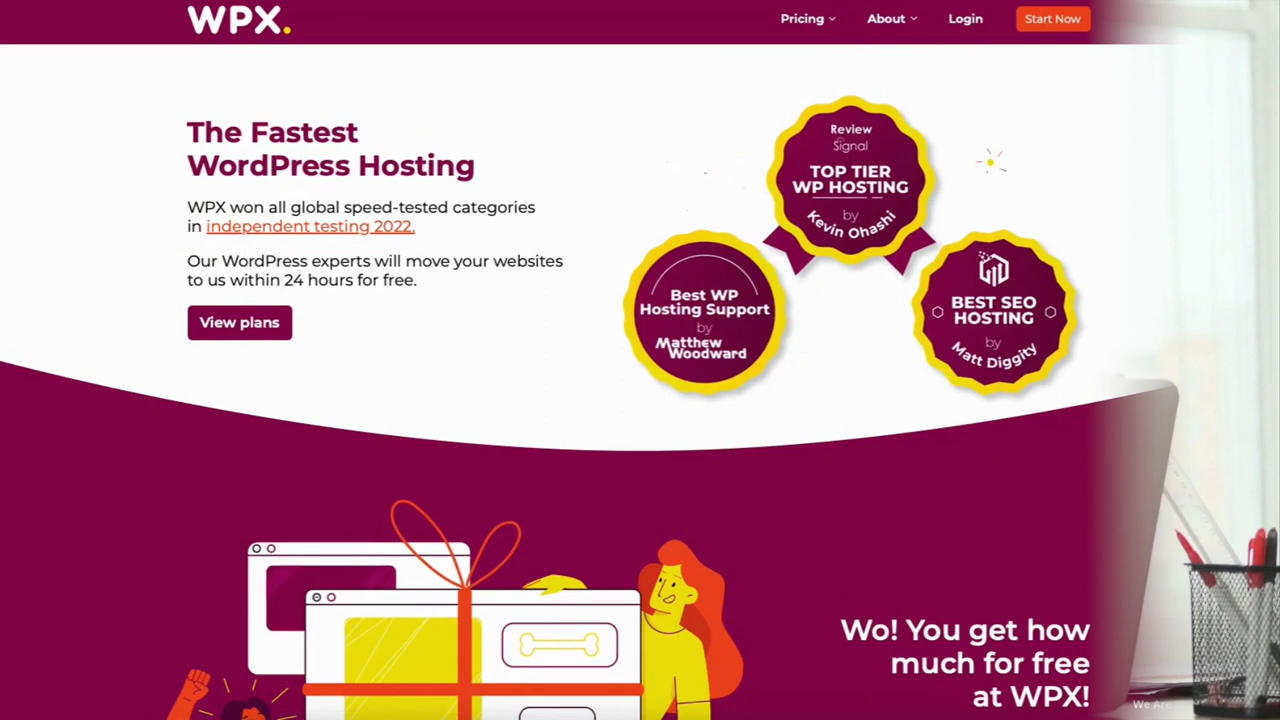 WPX.
Pricing
About
Login
Start Now
The Fastest
WordPress Hosting
WPX won all global speed-tested categories
in independent testing 2022.
Our WordPress experts will move your websites
to us within 24 hours for free.
View plans
Review
Signal
TOP TIER
WP HOSTING
by
Kevin Ohashi
Best WP
Hosting Support
by
Matthew
Woodward
BEST SEO
HOSTING
by
Matt Diggity
Wo! You get how
much for free
at WPX!
We Are